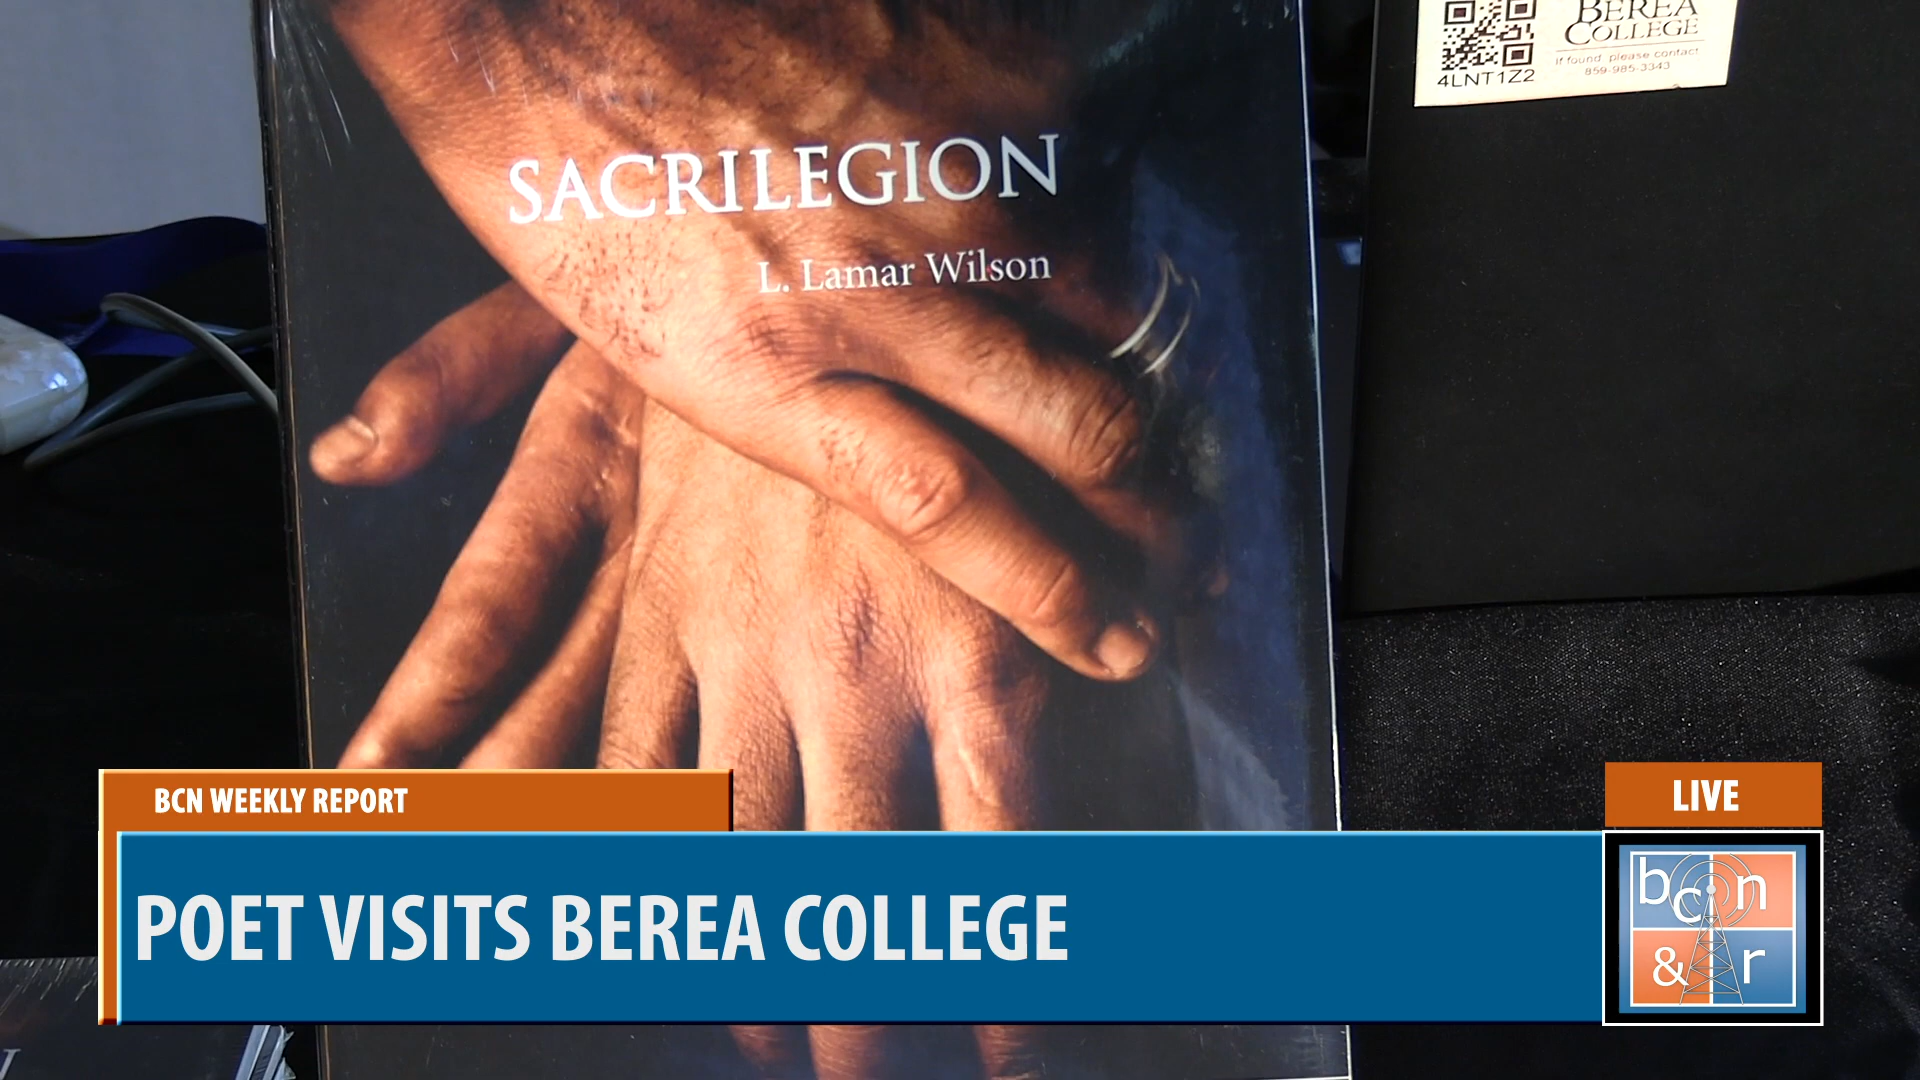 BEREA
COLLEGE
If found please contact
859-985-3343
4LNT1Z2
SACRILEGION
L. Lamar Wilson
BCN WEEKLY REPORT
LIVE
POET VISITS BEREA COLLEGE
bcn
& r